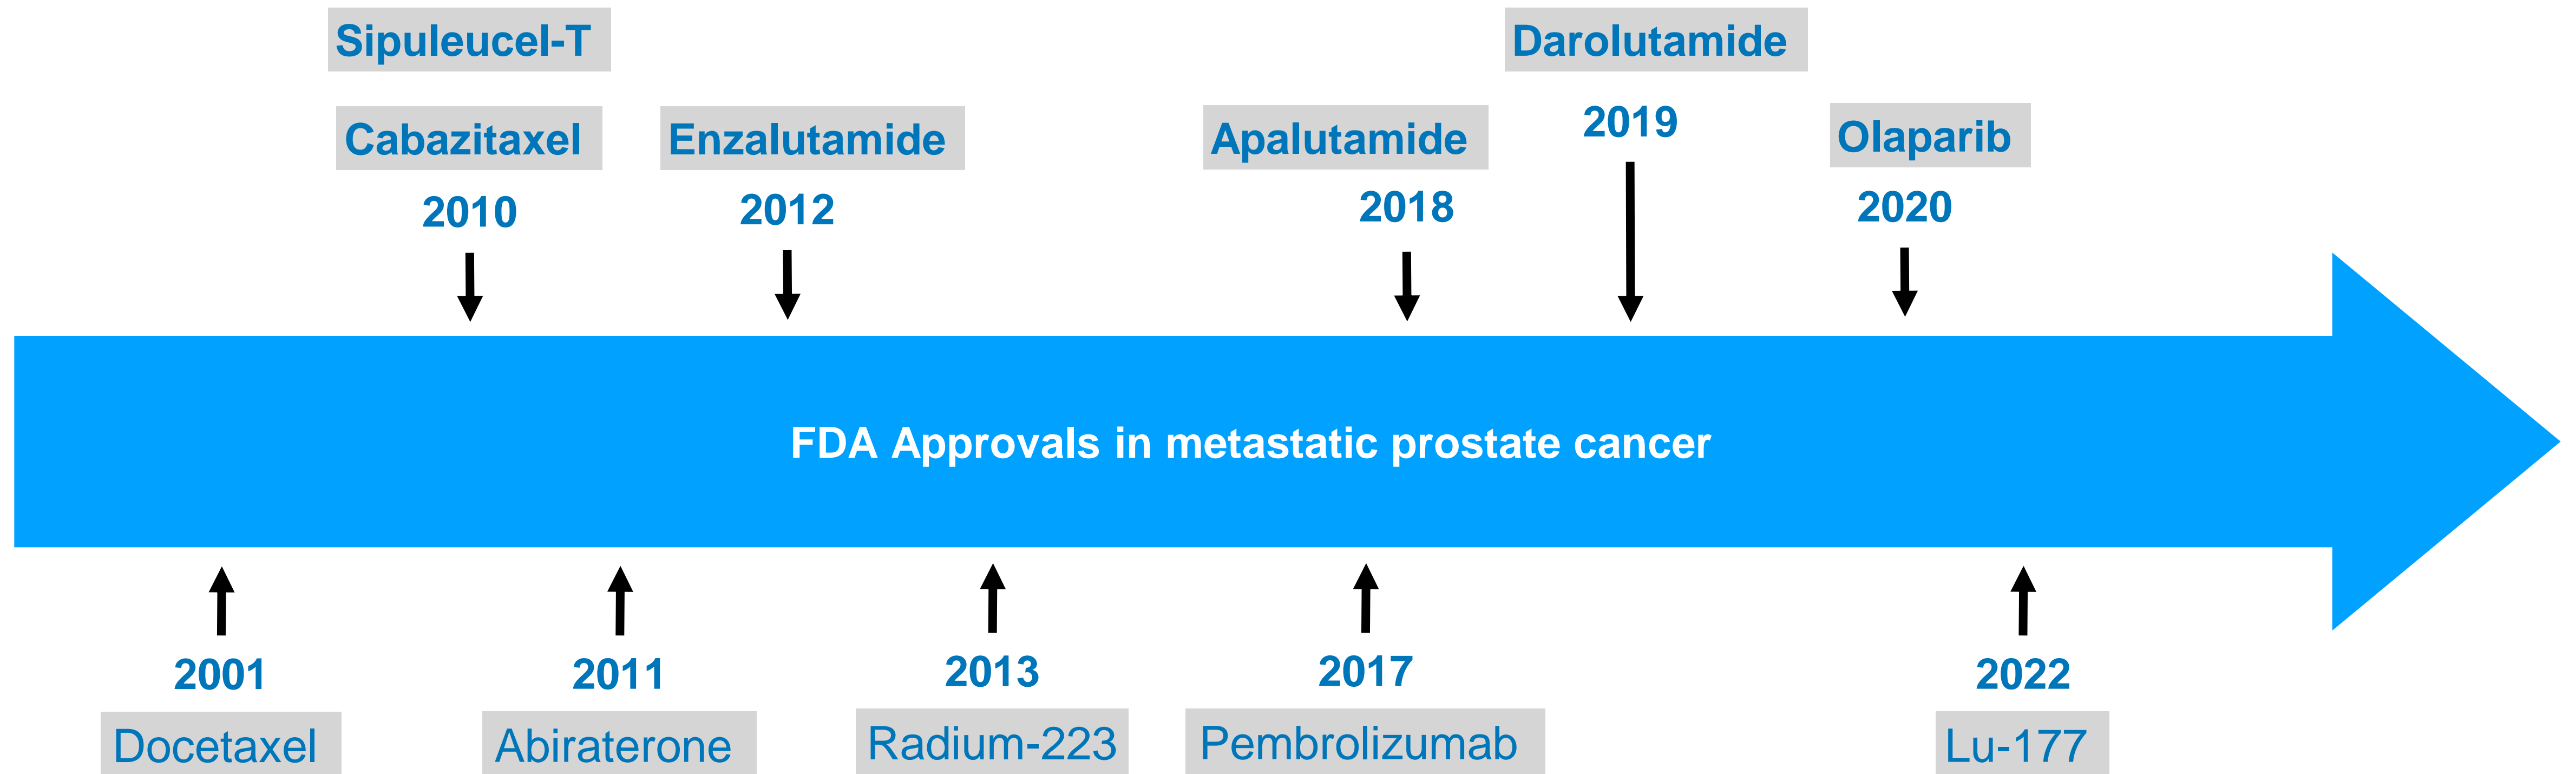 Sipuleucel-T
Cabazitaxel
2010
Enzalutamide
2012
Apalutamide
2018
Darolutamide
2019
Olaparib
2020
FDA Approvals in metastatic prostate cancer
2001
Docetaxel
2011
Abiraterone
2013
Radium-223
2017
Pembrolizumab
2022
Lu-177